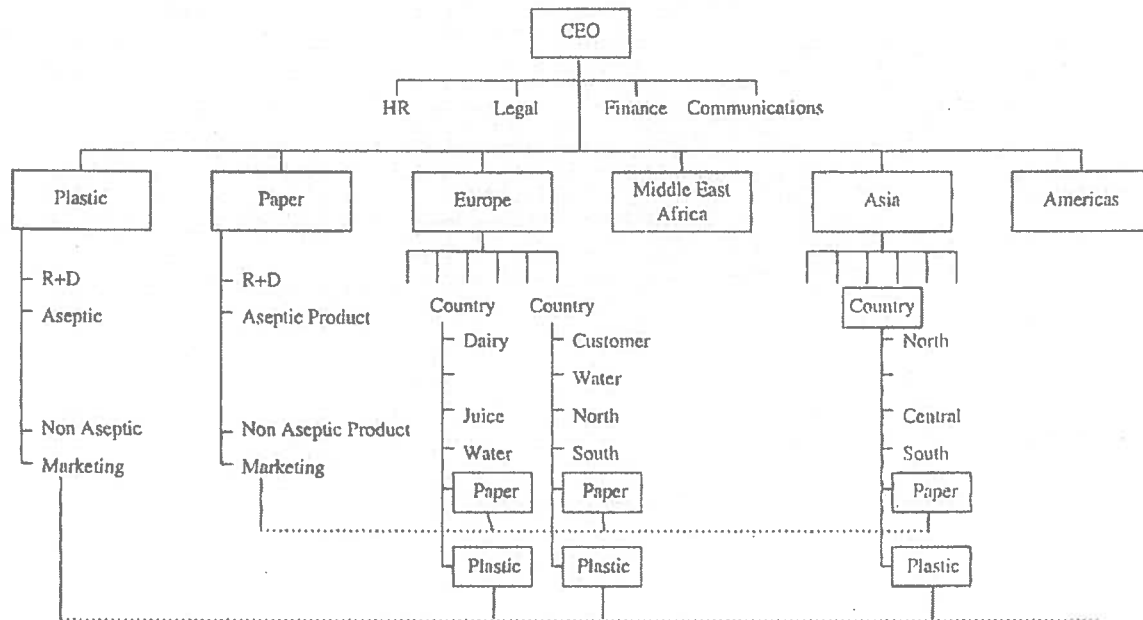 CEO
HR Legal Finance Communications
Plastic Paper Europe Middle East Africa Asia Americas
R+D R+D
Country Country Country
Aseptic Aseptic Product
Dairy Customer North
Water
Juice North Central
Non Aseptic Non Aseptic Product
Water South South
Marketing Marketing
Paper Paper Paper
Plastic Plastic Plastic